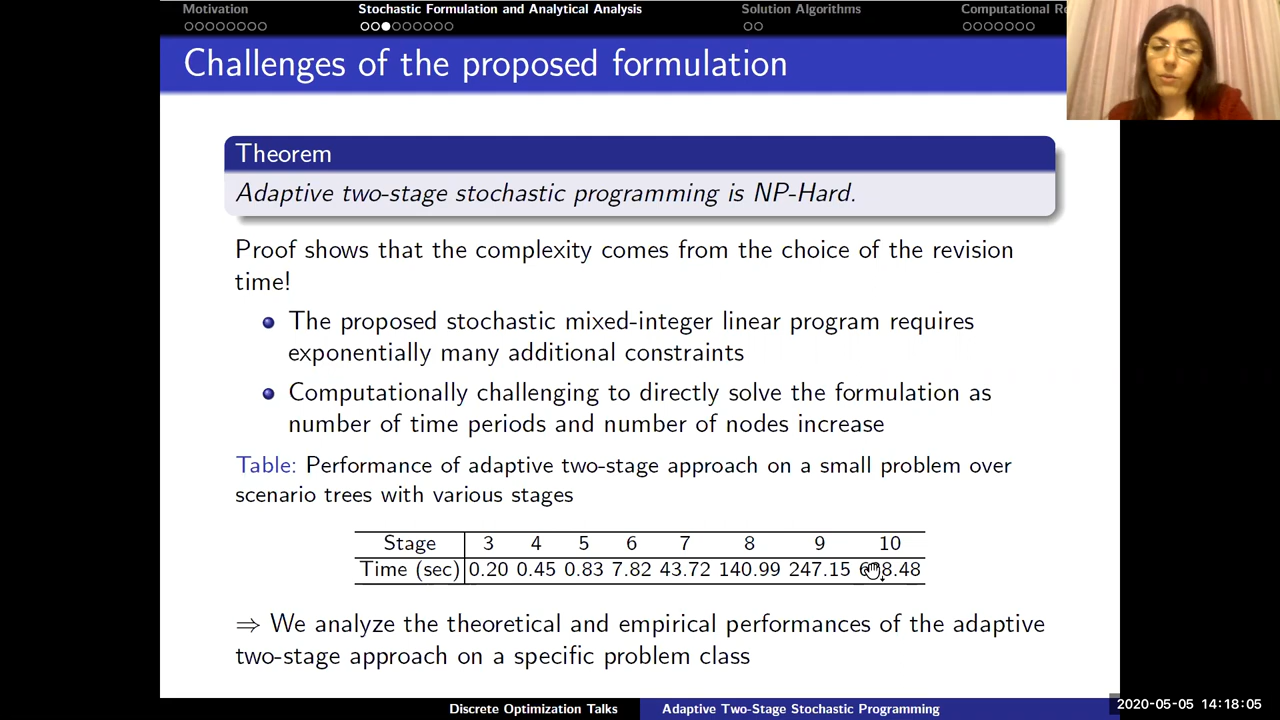 Motivation Stochastic Formulation and Analytical Analysis Solution Algorithms Computational
Challenges of the proposed formulation
Theorem
Adaptive two-stage stochastic programming is NP-Hard.
Proof shows that the complexity comes from the choice of the revision
time!
The proposed stochastic mixed-integer linear program requires
exponentially many additional constraints
Computationally challenging to directly solve the formulation as
number of time periods and number of nodes increase
Table: Performance of adaptive two-stage approach on a small problem over
scenario trees with various stages
Stage 3 4 5 6 7 8 9 10
Time (sec) 0.20 0.45 0.83 7.82 43.72 140.99 247.15
⇒ We analyze the theoretical and empirical performances of the adaptive
two-stage approach on a specific problem class
Discrete Optimization Talks Adaptive Two-Stage Stochastic Programming
2020-05-05 14:18:05